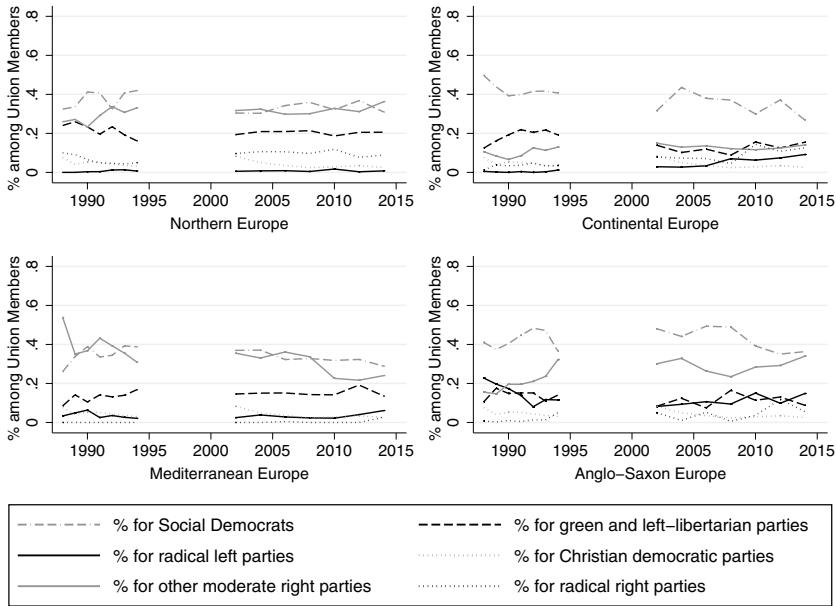 % among Union Members
.8
.6
.4
.2
0
1990 1995 2000 2005 2010 2015
Northern Europe
% among Union Members
.8
.6
.4
.2
0
1990 1995 2000 2005 2010 2015
Continental Europe
% among Union Members
.8
.6
.4
.2
0
1990 1995 2000 2005 2010 2015
Mediterranean Europe
% among Union Members
.8
.6
.4
.2
0
1990 1995 2000 2005 2010 2015
Anglo-Saxon Europe
% for Social Democrats
% for green and left-libertarian parties
% for radical left parties
% for Christian democratic parties
% for other moderate right parties
% for radical right parties